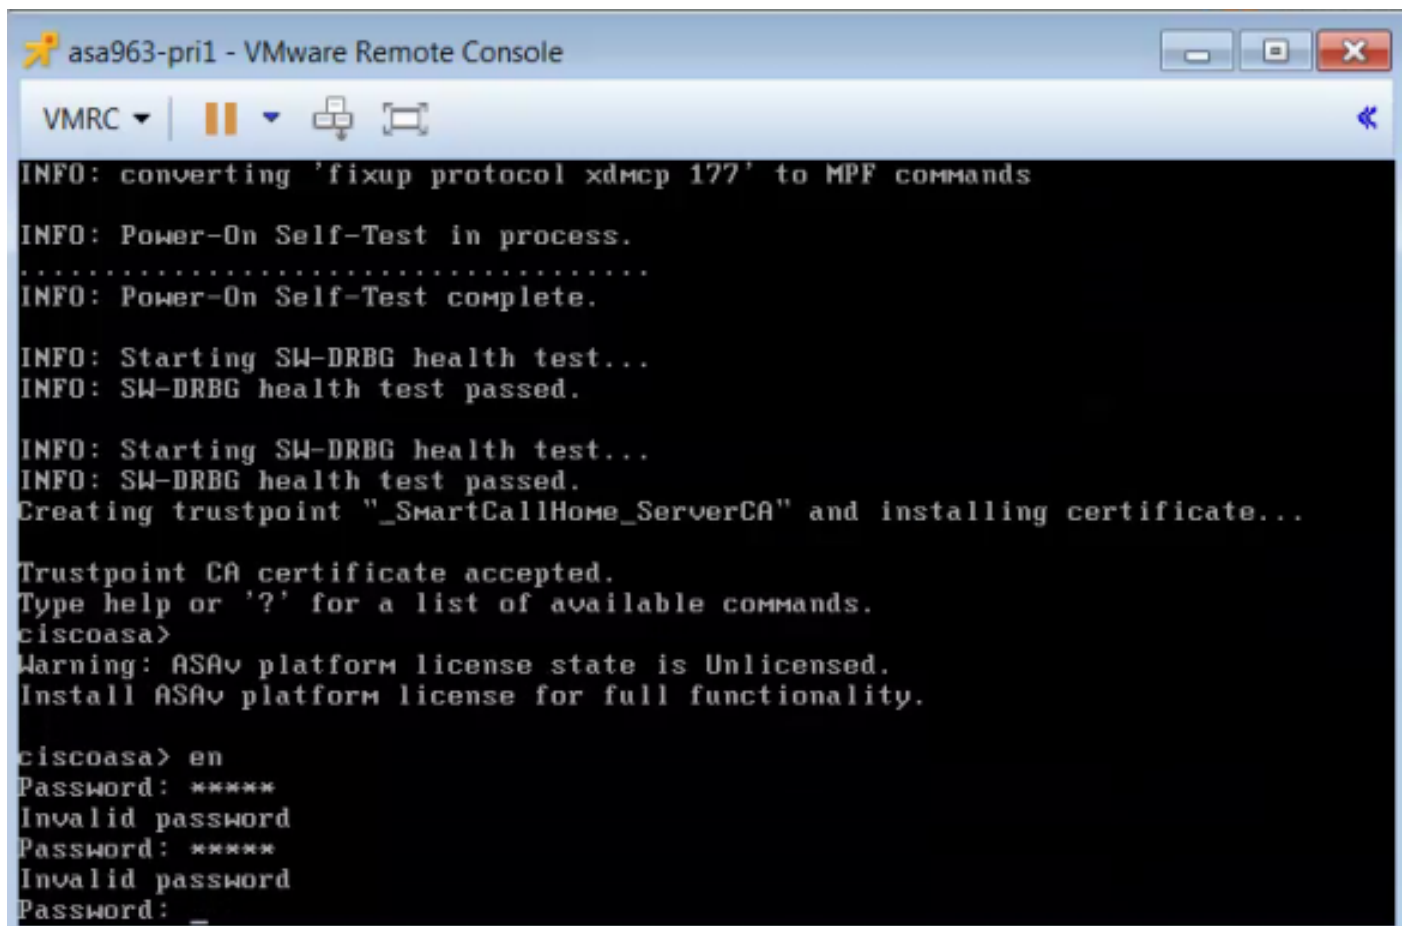 asa963-pri1 - VMware Remote Console
VMRC
INFO: converting 'fixup protocol xdmcp 177' to MPF commands
INFO: Power-On Self-Test in process.
.....................................
INFO: Power-On Self-Test complete.
INFO: Starting SW-DRBG health test...
INFO: SW-DRBG health test passed.
INFO: Starting SW-DRBG health test...
INFO: SW-DRBG health test passed.
Creating trustpoint "_SmartCallHome_ServerCA" and installing certificate...
Trustpoint CA certificate accepted.
Type help or '?' for a list of available commands.
ciscoasa>
Warning: ASAv platform license state is Unlicensed.
Install ASAv platform license for full functionality.
ciscoasa> en
Password: *****
Invalid password
Password: *****
Invalid password
Password: _